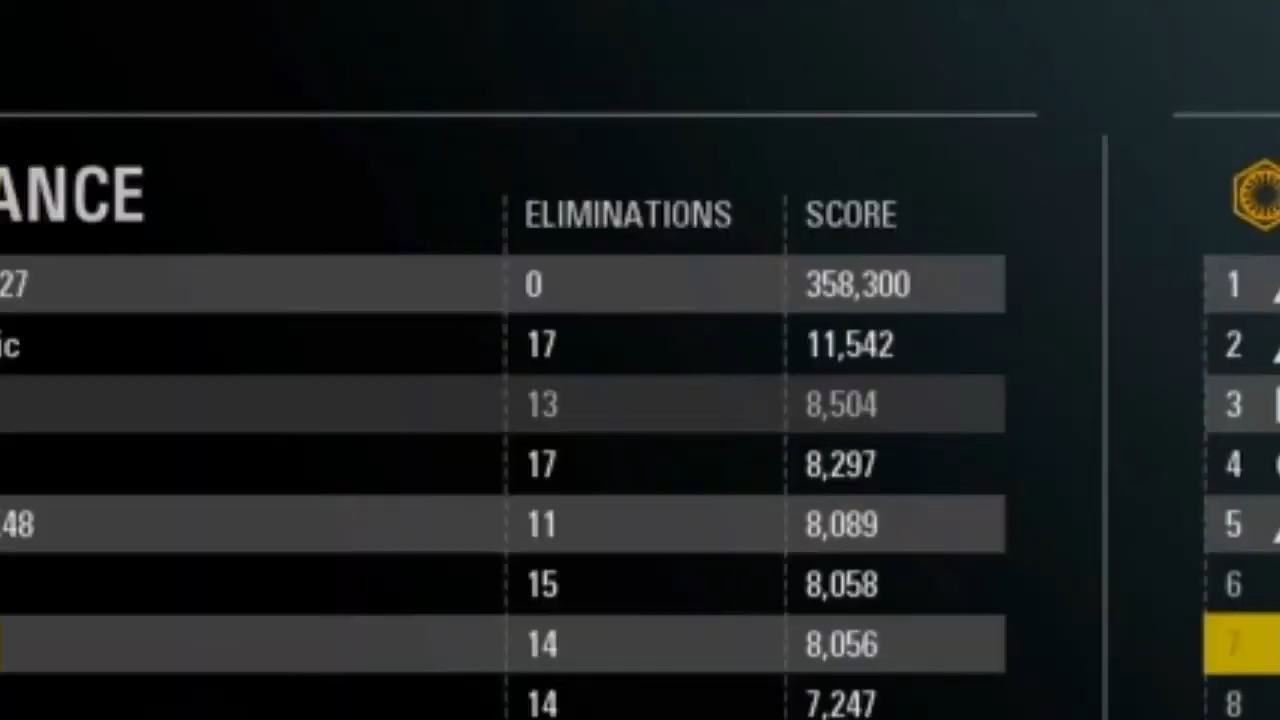 ANCE ELIMINATIONS SCORE
27 0 358,300 1
ic 17 11,542 2
13 8,504 3
17 8,297 4
48 11 8,089 5
15 8,058 6
14 8,056 7
14 7,247 8